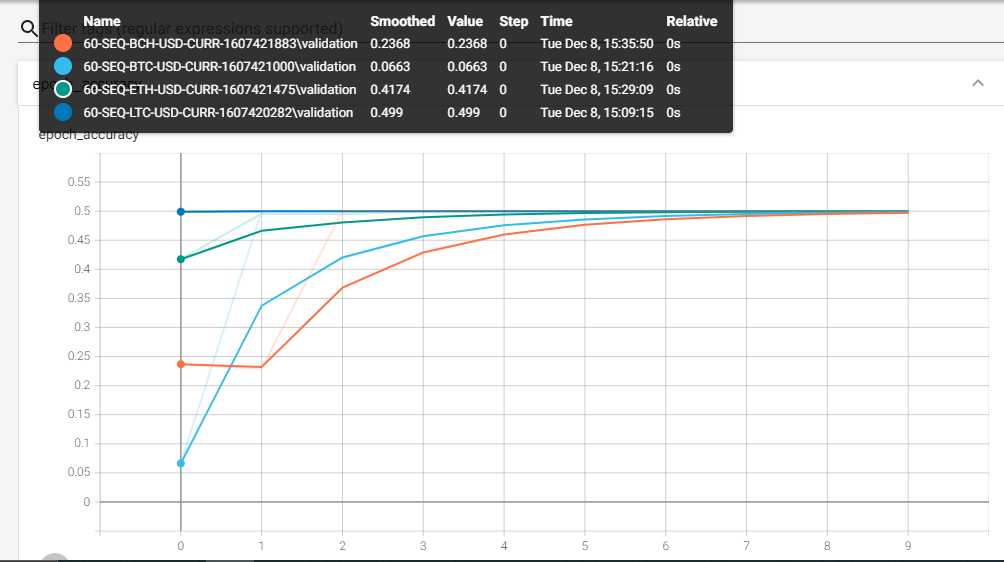 Name Smoothed Value Step Time Relative
Filter tags (regular expressions supported)
60-SEQ-BCH-USD-CURR-1607421883\validation 0.2368 0.2368 0 Tue Dec 8, 15:35:50 0s
60-SEQ-BTC-USD-CURR-1607421000\validation 0.0663 0.0663 0 Tue Dec 8, 15:21:16 0s
epoch_accuracy
60-SEQ-ETH-USD-CURR-1607421475\validation 0.4174 0.4174 0 Tue Dec 8, 15:29:09 0s
60-SEQ-LTC-USD-CURR-1607420282\validation 0.499 0.499 0 Tue Dec 8, 15:09:15 0s
epoch_accuracy
0.55
0.5
0.45
0.4
0.35
0.3
0.25
0.2
0.15
0.1
0.05
0
0 1 2 3 4 5 6 7 8 9